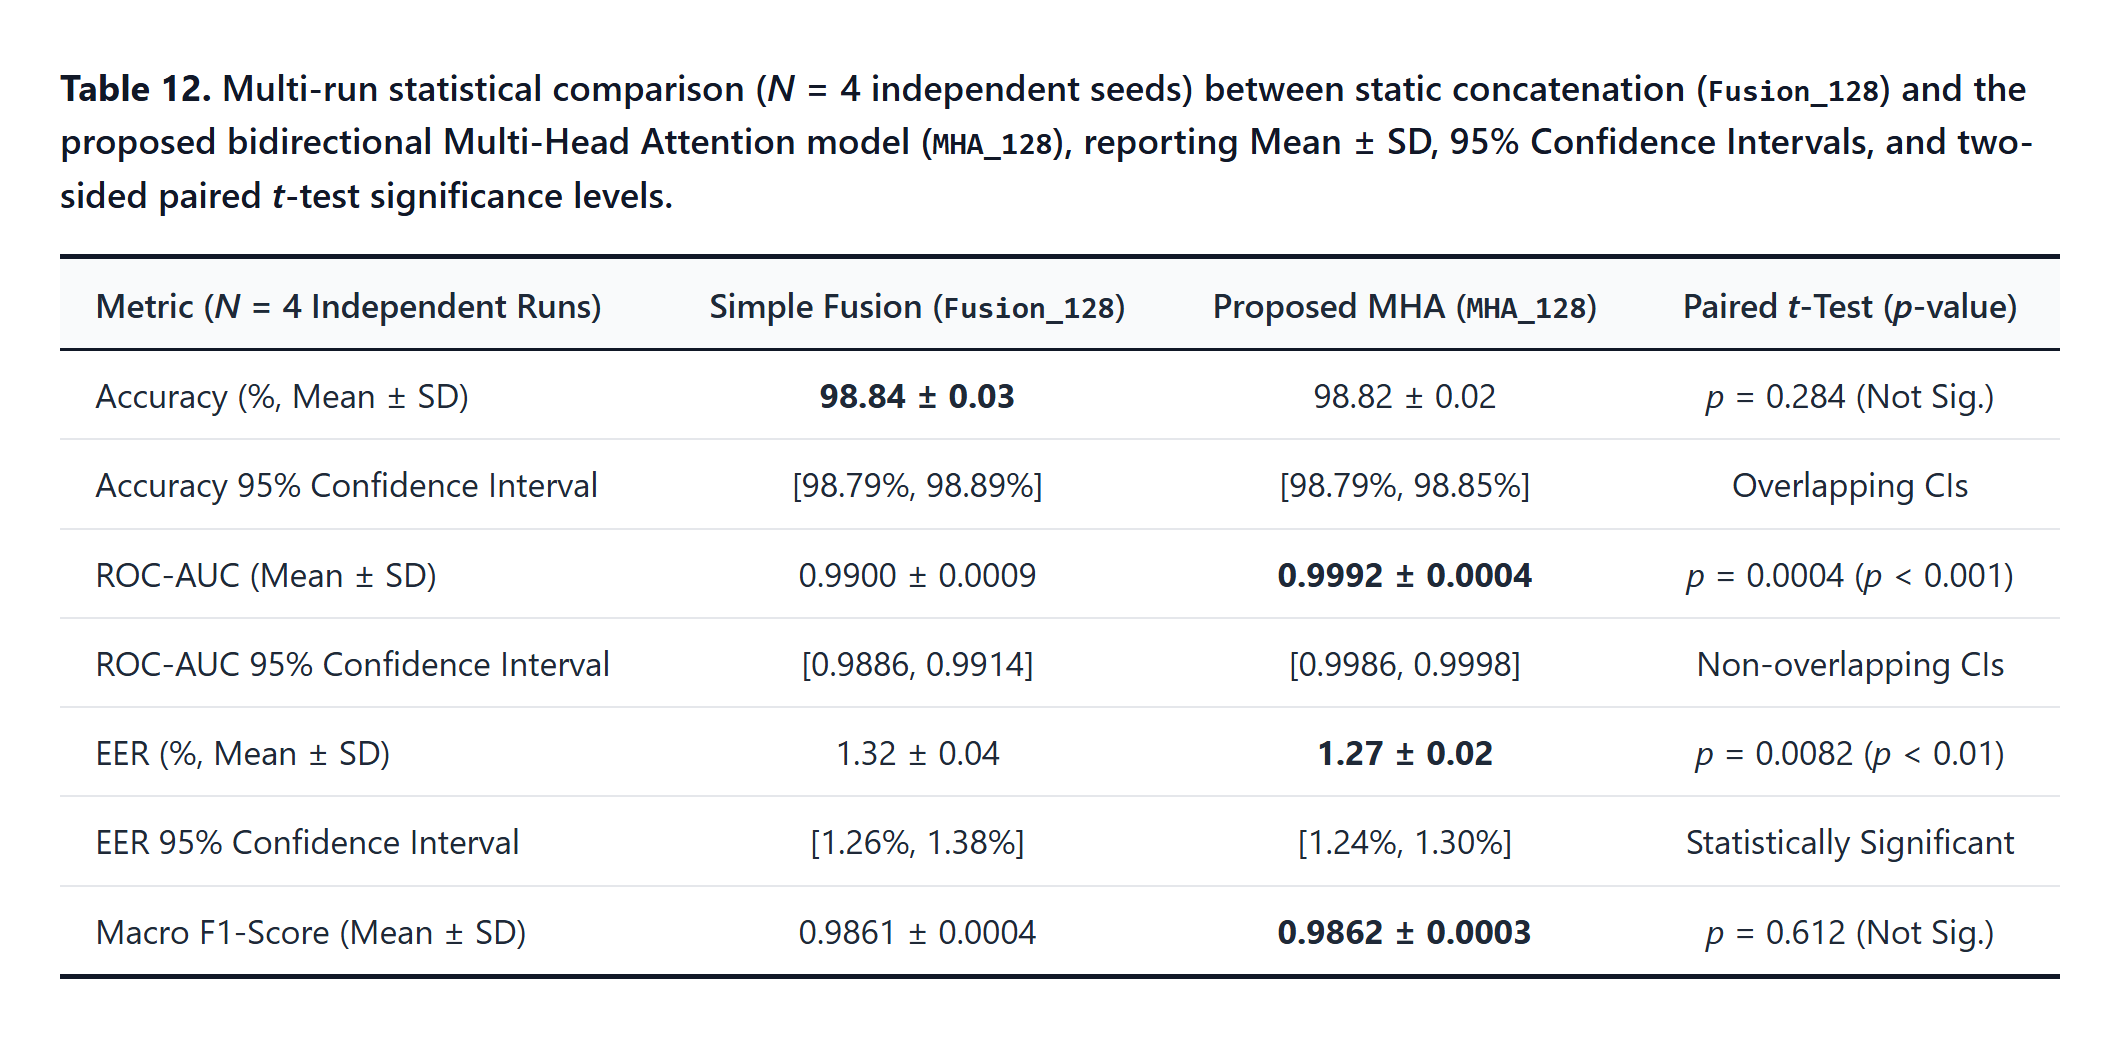 Table 12. Multi-run statistical comparison (N = 4 independent seeds) between static concatenation (Fusion_128) and the
proposed bidirectional Multi-Head Attention model (MHA_128), reporting Mean ± SD, 95% Confidence Intervals, and two-
sided paired t-test significance levels.
Metric (N = 4 Independent Runs) Simple Fusion (Fusion_128) Proposed MHA (MHA_128) Paired t-Test (p-value)
Accuracy (%, Mean ± SD) 98.84 ± 0.03 98.82 ± 0.02 p = 0.284 (Not Sig.)
Accuracy 95% Confidence Interval [98.79%, 98.89%] [98.79%, 98.85%] Overlapping CIs
ROC-AUC (Mean ± SD) 0.9900 ± 0.0009 0.9992 ± 0.0004 p = 0.0004 (p < 0.001)
ROC-AUC 95% Confidence Interval [0.9886, 0.9914] [0.9986, 0.9998] Non-overlapping CIs
EER (%, Mean ± SD) 1.32 ± 0.04 1.27 ± 0.02 p = 0.0082 (p < 0.01)
EER 95% Confidence Interval [1.26%, 1.38%] [1.24%, 1.30%] Statistically Significant
Macro F1-Score (Mean ± SD) 0.9861 ± 0.0004 0.9862 ± 0.0003 p = 0.612 (Not Sig.)